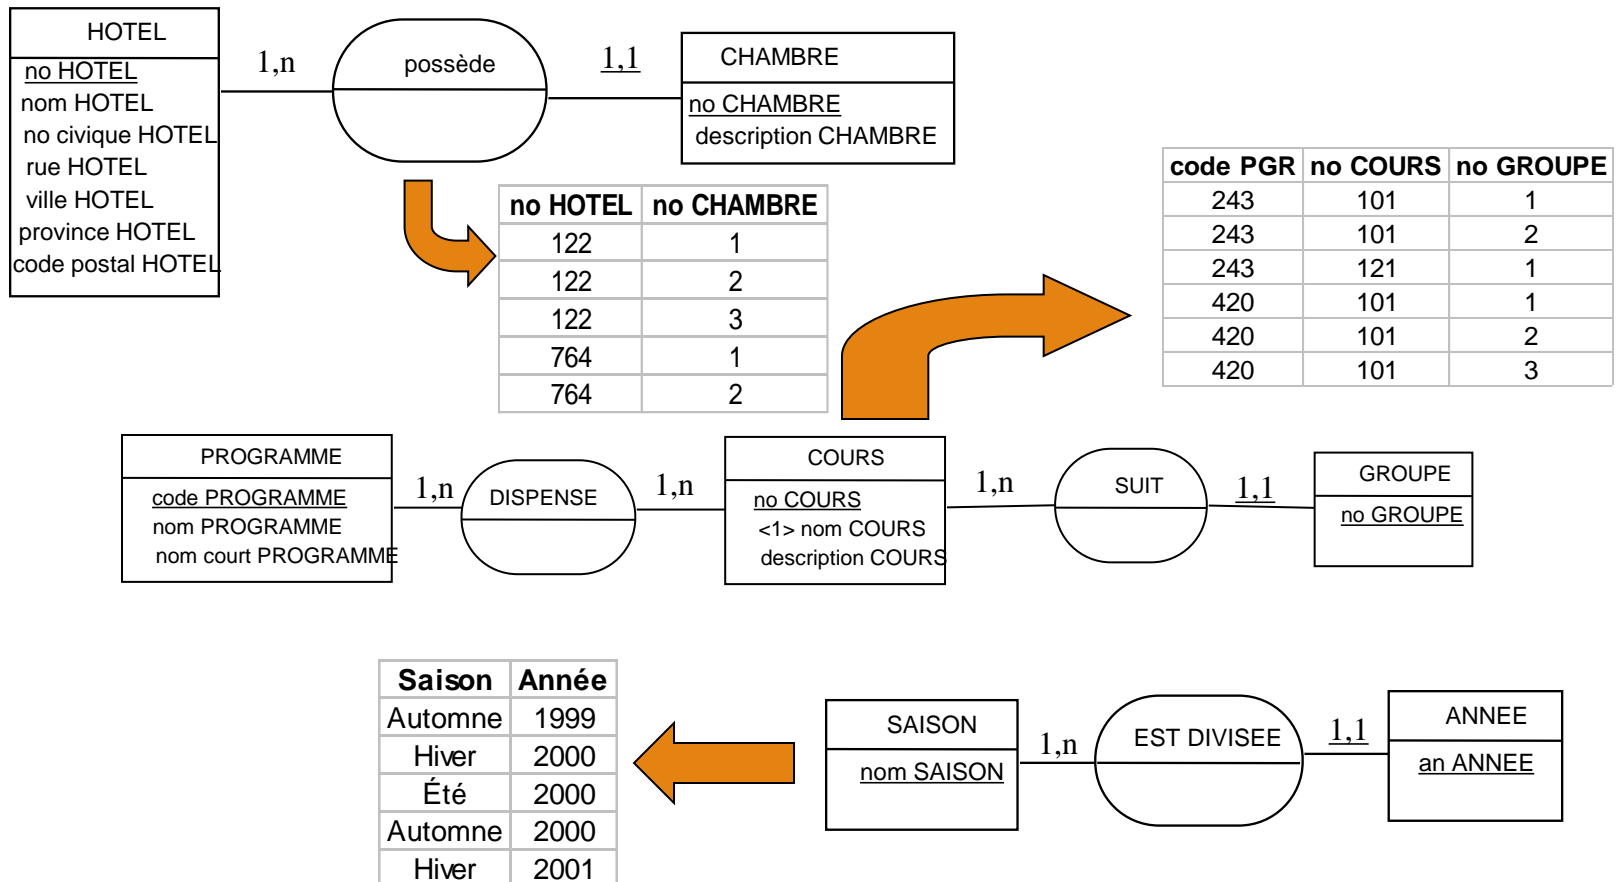 HOTEL
no HOTEL
nom HOTEL
no civique HOTEL
rue HOTEL
ville HOTEL
province HOTEL
code postal HOTEL
1,n
possède
1,1
CHAMBRE
no CHAMBRE
description CHAMBRE
no HOTEL no CHAMBRE
122 1
122 2
122 3
764 1
764 2
code PGR no COURS no GROUPE
243 101 1
243 101 2
243 121 1
420 101 1
420 101 2
420 101 3
PROGRAMME
code PROGRAMME
nom PROGRAMME
nom court PROGRAMME
1,n
DISPENSE
1,n
COURS
no COURS
<1> nom COURS
description COURS
1,n
SUIT
1,1
GROUPE
no GROUPE
Saison Année
Automne 1999
Hiver 2000
Été 2000
Automne 2000
Hiver 2001
SAISON
nom SAISON
1,n
EST DIVISEE
1,1
ANNEE
an ANNEE